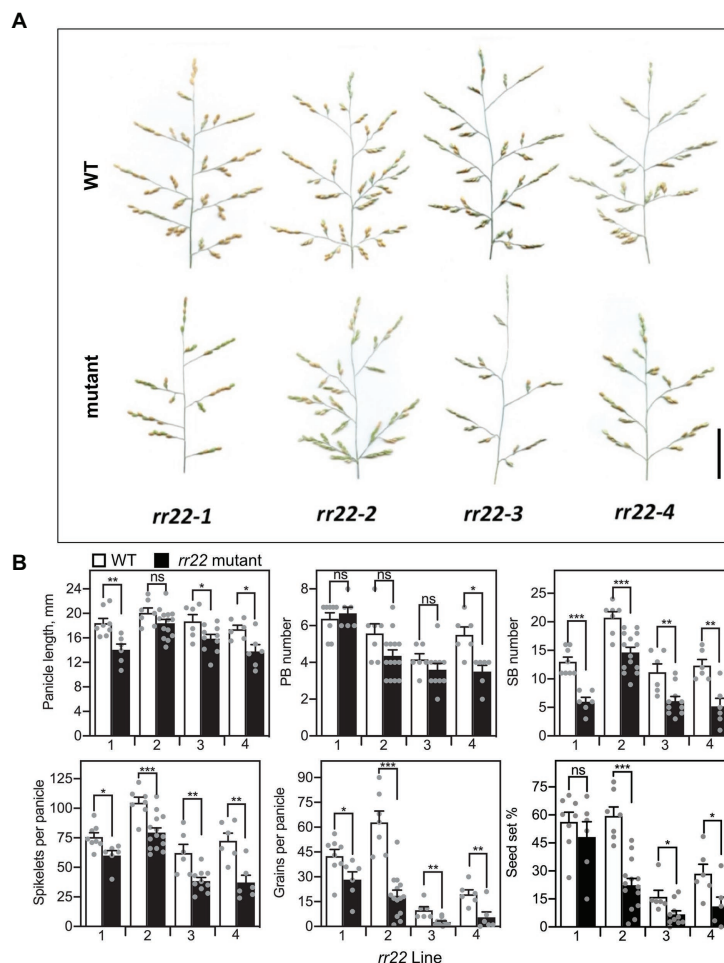 A
WT
mutant
rr22-1 rr22-2 rr22-3 rr22-4
B
WT rr22 mutant
Panicle length, mm
24
20
16
12
8
4
0
** ns * *
1 2 3 4
PB number
8
6
4
2
0
ns ns ns *
1 2 3 4
SB number
25
20
15
10
5
0
*** *** ** **
1 2 3 4
Spikelets per panicle
125
100
75
50
25
0
* *** ** **
1 2 3 4
Grains per panicle
90
75
60
45
30
15
0
* *** ** **
1 2 3 4
Seed set %
75
60
45
30
15
0
ns *** * *
1 2 3 4
rr22 Line